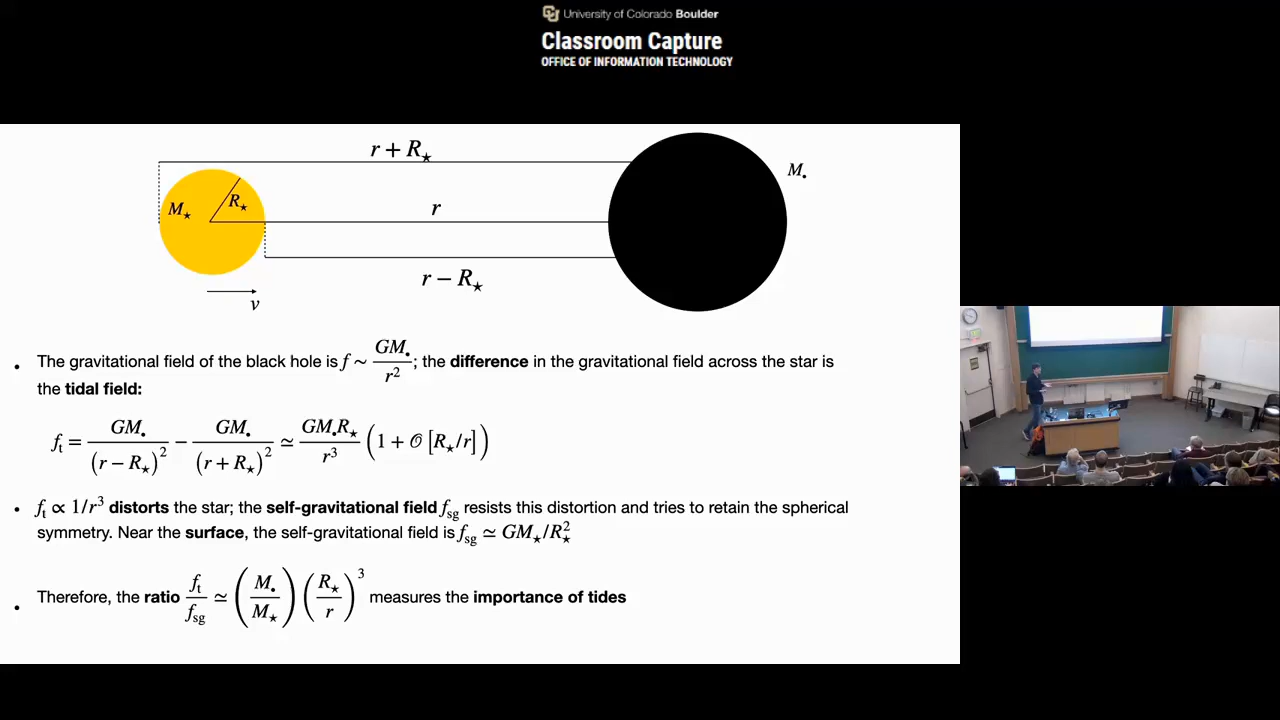 University of Colorado Boulder
Classroom Capture
OFFICE OF INFORMATION TECHNOLOGY
r + R⋆
M•
M⋆
R⋆
r
r − R⋆
v
• The gravitational field of the black hole is f ∼ GM•/r²; the difference in the gravitational field across the star is
the tidal field:
fₜ = GM•/(r − R⋆)² − GM•/(r + R⋆)² ≃ GM•R⋆/r³ (1 + 𝒪 [R⋆/r])
• fₜ ∝ 1/r³ distorts the star; the self-gravitational field f_sg resists this distortion and tries to retain the spherical
symmetry. Near the surface, the self-gravitational field is f_sg ≃ GM⋆/R⋆²
• Therefore, the ratio fₜ/f_sg ≃ (M•/M⋆) (R⋆/r)³ measures the importance of tides